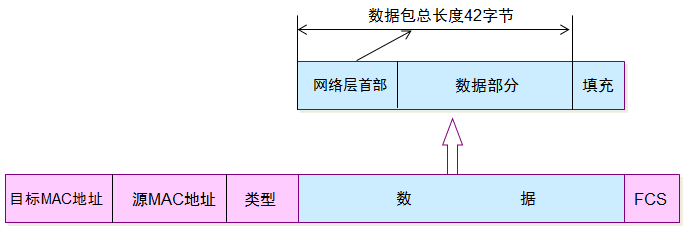 数据包总长度42字节
网络层首部 数据部分 填充
目标MAC地址 源MAC地址 类型 数 据 FCS